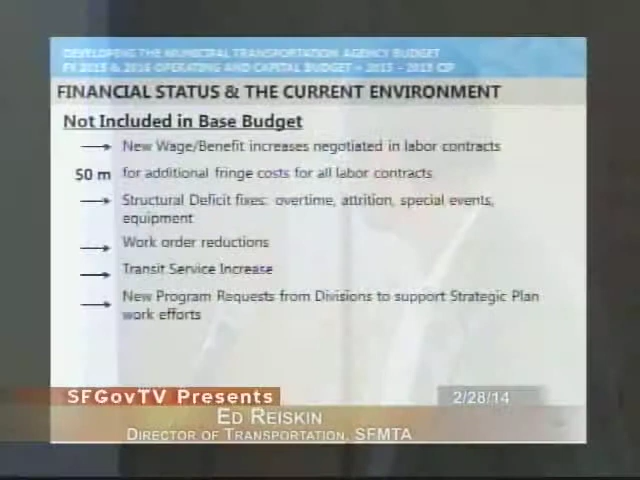 DEVELOPING THE MUNICIPAL TRANSPORTATION AGENCY BUDGET
FY 2015 & 2016 OPERATING AND CAPITAL BUDGET
FINANCIAL STATUS & THE CURRENT ENVIRONMENT
Not Included in Base Budget
New Wage/Benefit increases negotiated in labor contracts
50 m for additional fringe costs for all labor contracts
Structural Deficit fixes: overtime, attrition, special events,
equipment
Work order reductions
Transit Service Increase
New Program Requests from Divisions to support Strategic Plan
work efforts
SFGovTV Presents
2/28/14
ED REISKIN
DIRECTOR OF TRANSPORTATION, SFMTA